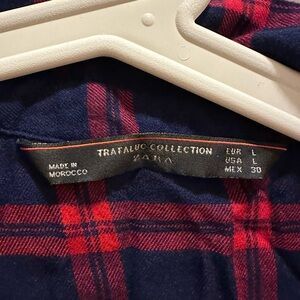 TRAFALUC COLLECTION
ZARA
MADE IN
MOROCCO
EUR L
USA L
MEX 30